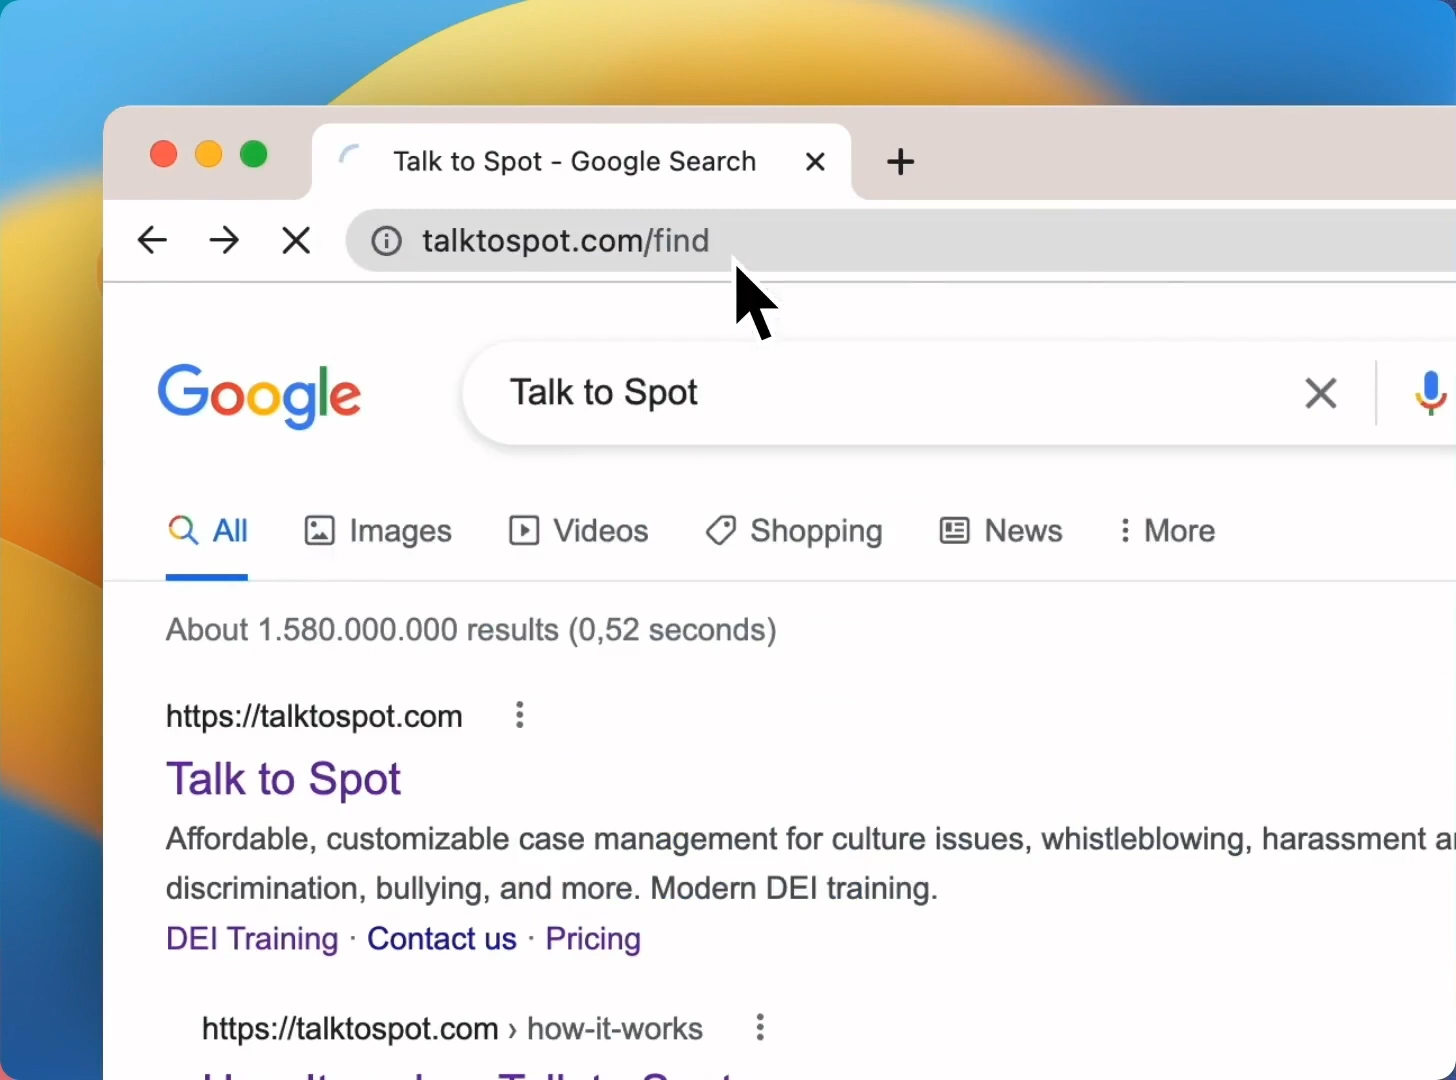 Talk to Spot - Google Search
talktospot.com/find
Google
Talk to Spot
All Images Videos Shopping News More
About 1.580.000.000 results (0,52 seconds)
https://talktospot.com
Talk to Spot
Affordable, customizable case management for culture issues, whistleblowing, harassment
discrimination, bullying, and more. Modern DEI training.
DEI Training · Contact us · Pricing
https://talktospot.com › how-it-works